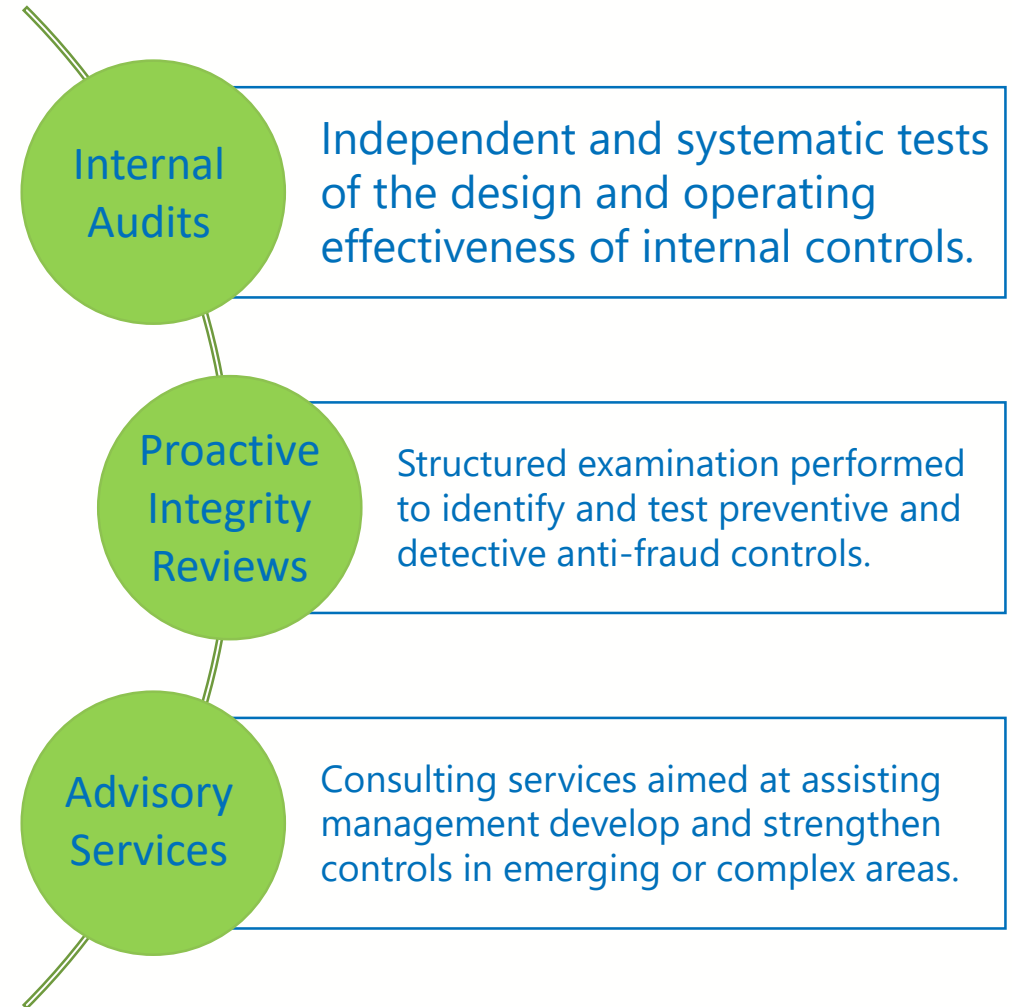 Internal
Audits
Independent and systematic tests
of the design and operating
effectiveness of internal controls.
Proactive
Integrity
Reviews
Structured examination performed
to identify and test preventive and
detective anti-fraud controls.
Advisory
Services
Consulting services aimed at assisting
management develop and strengthen
controls in emerging or complex areas.